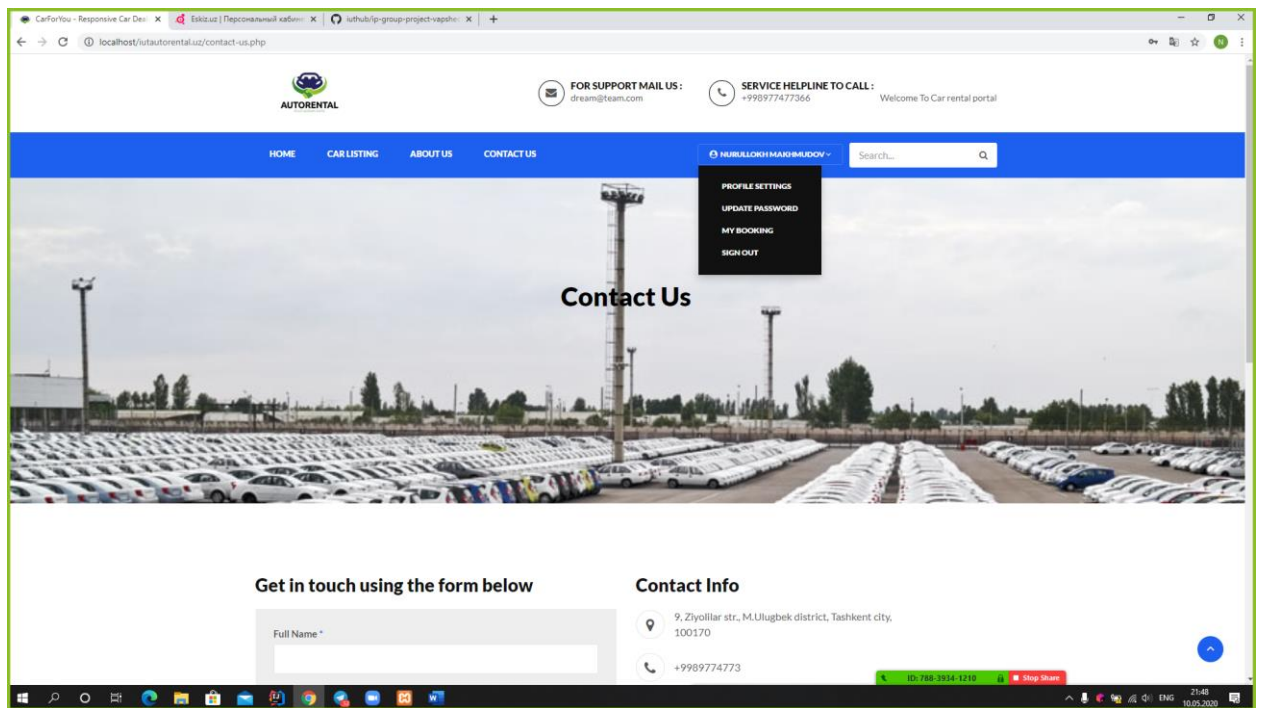 CarForYou - Responsive Car Deal
Eskiz.uz | Персональный кабине
iuthub/ip-group-project-vapshe
localhost/iutautorental.uz/contact-us.php
N
AUTORENTAL
FOR SUPPORT MAIL US :
dream@team.com
SERVICE HELPLINE TO CALL :
+998977477366
Welcome To Car rental portal
HOME
CAR LISTING
ABOUT US
CONTACT US
NURULLOKH MAKHMUDOV
Search...
PROFILE SETTINGS
UPDATE PASSWORD
MY BOOKING
SIGN OUT
Contact Us
Get in touch using the form below
Contact Info
Full Name *
9, Ziyolilar str., M.Ulugbek district, Tashkent city,
100170
+9989774773
ID: 788-3934-1210
Stop Share
ENG
21:48
10.05.2020